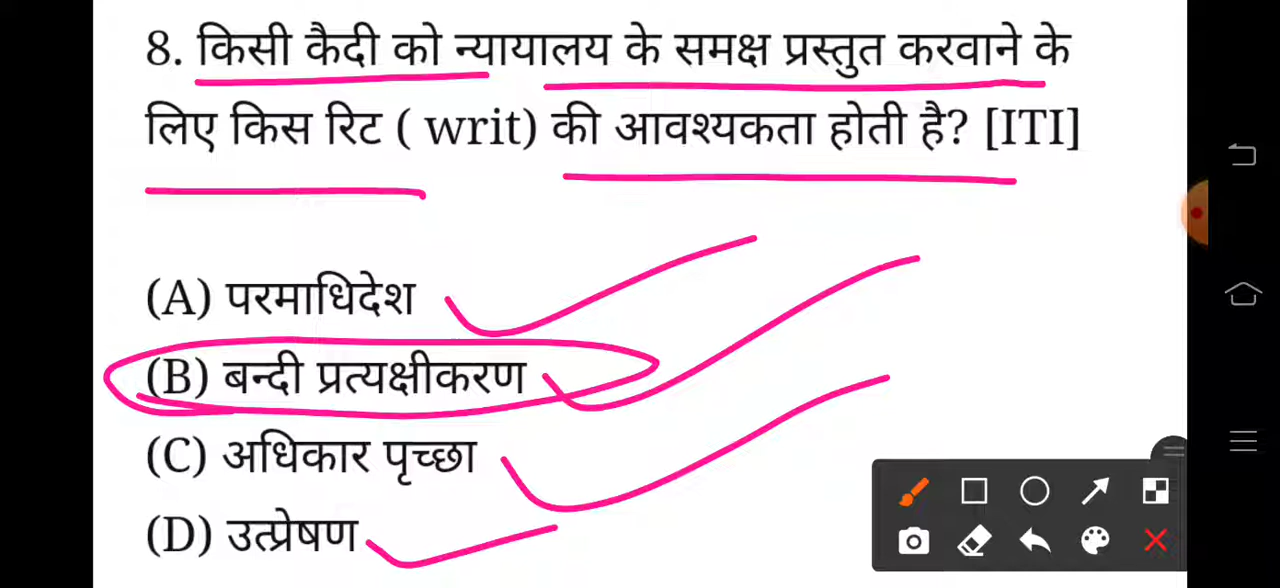 8. किसी कैदी को न्यायालय के समक्ष प्रस्तुत करवाने के
लिए किस रिट ( writ) की आवश्यकता होती है? [ITI]
(A) परमाधिदेश
(B) बन्दी प्रत्यक्षीकरण
(C) अधिकार पृच्छा
(D) उत्प्रेषण